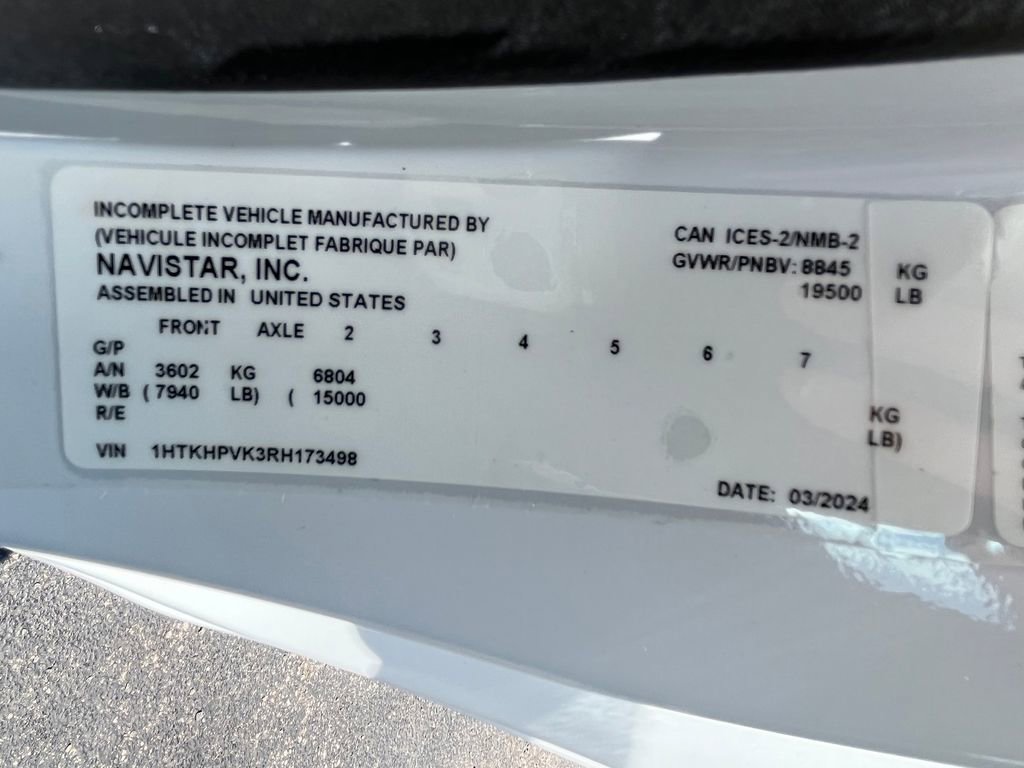 INCOMPLETE VEHICLE MANUFACTURED BY
(VEHICULE INCOMPLET FABRIQUE PAR)
NAVISTAR, INC.
ASSEMBLED IN UNITED STATES
CAN ICES-2/NMB-2
GVWR/PNBV: 8845 KG
19500 LB
FRONT AXLE 2 3 4 5 6 7
G/P
A/N 3602 KG 6804 KG
W/B (7940 LB) ( 15000 LB)
R/E
VIN 1HTKHPVK3RH173498
DATE: 03/2024